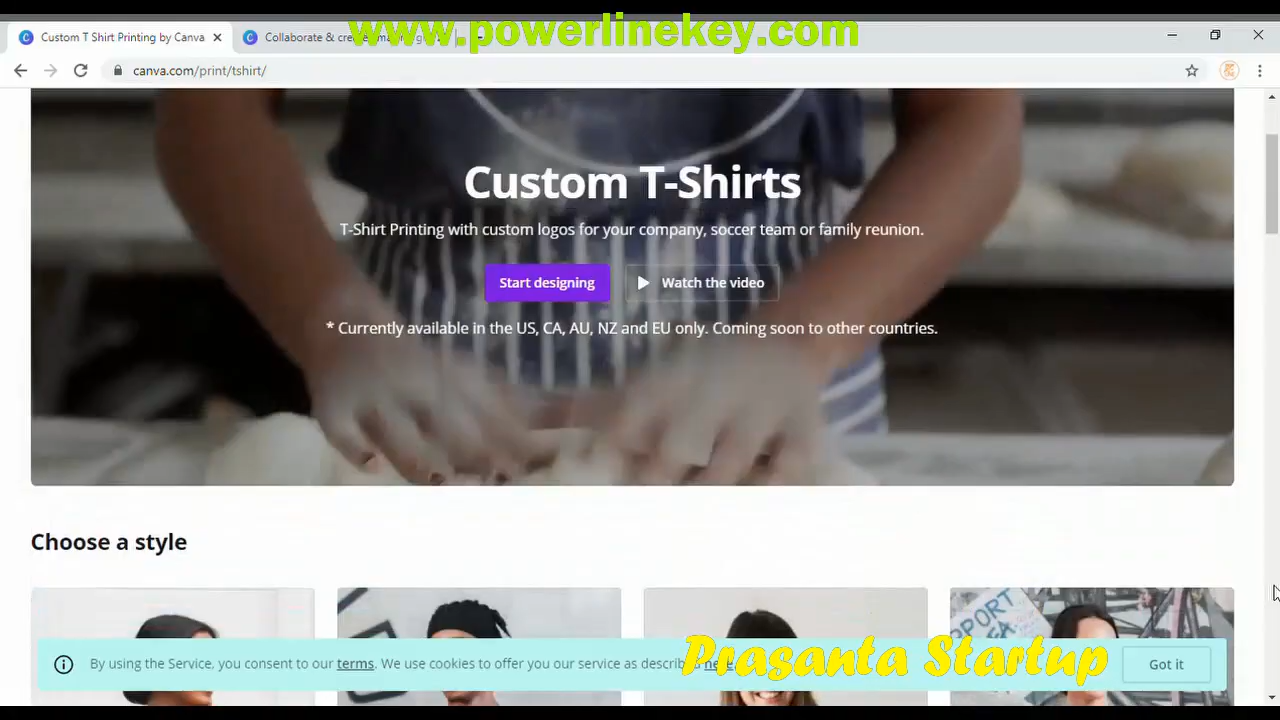 www.powerlinekey.com
Custom T Shirt Printing by Canva
Collaborate & cre
canva.com/print/tshirt/
Custom T-Shirts
T-Shirt Printing with custom logos for your company, soccer team or family reunion.
Start designing
Watch the video
* Currently available in the US, CA, AU, NZ and EU only. Coming soon to other countries.
Choose a style
PPORT
By using the Service, you consent to our terms. We use cookies to offer you our service as describ here
Prasanta Startup
Got it